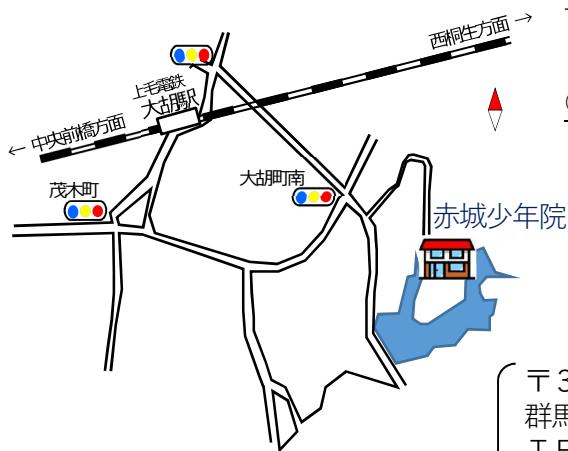 西桐生方面 →
上毛電鉄
大胡駅
← 中央前橋方面
茂木町
大胡町南
赤城少年院
〒3
群馬